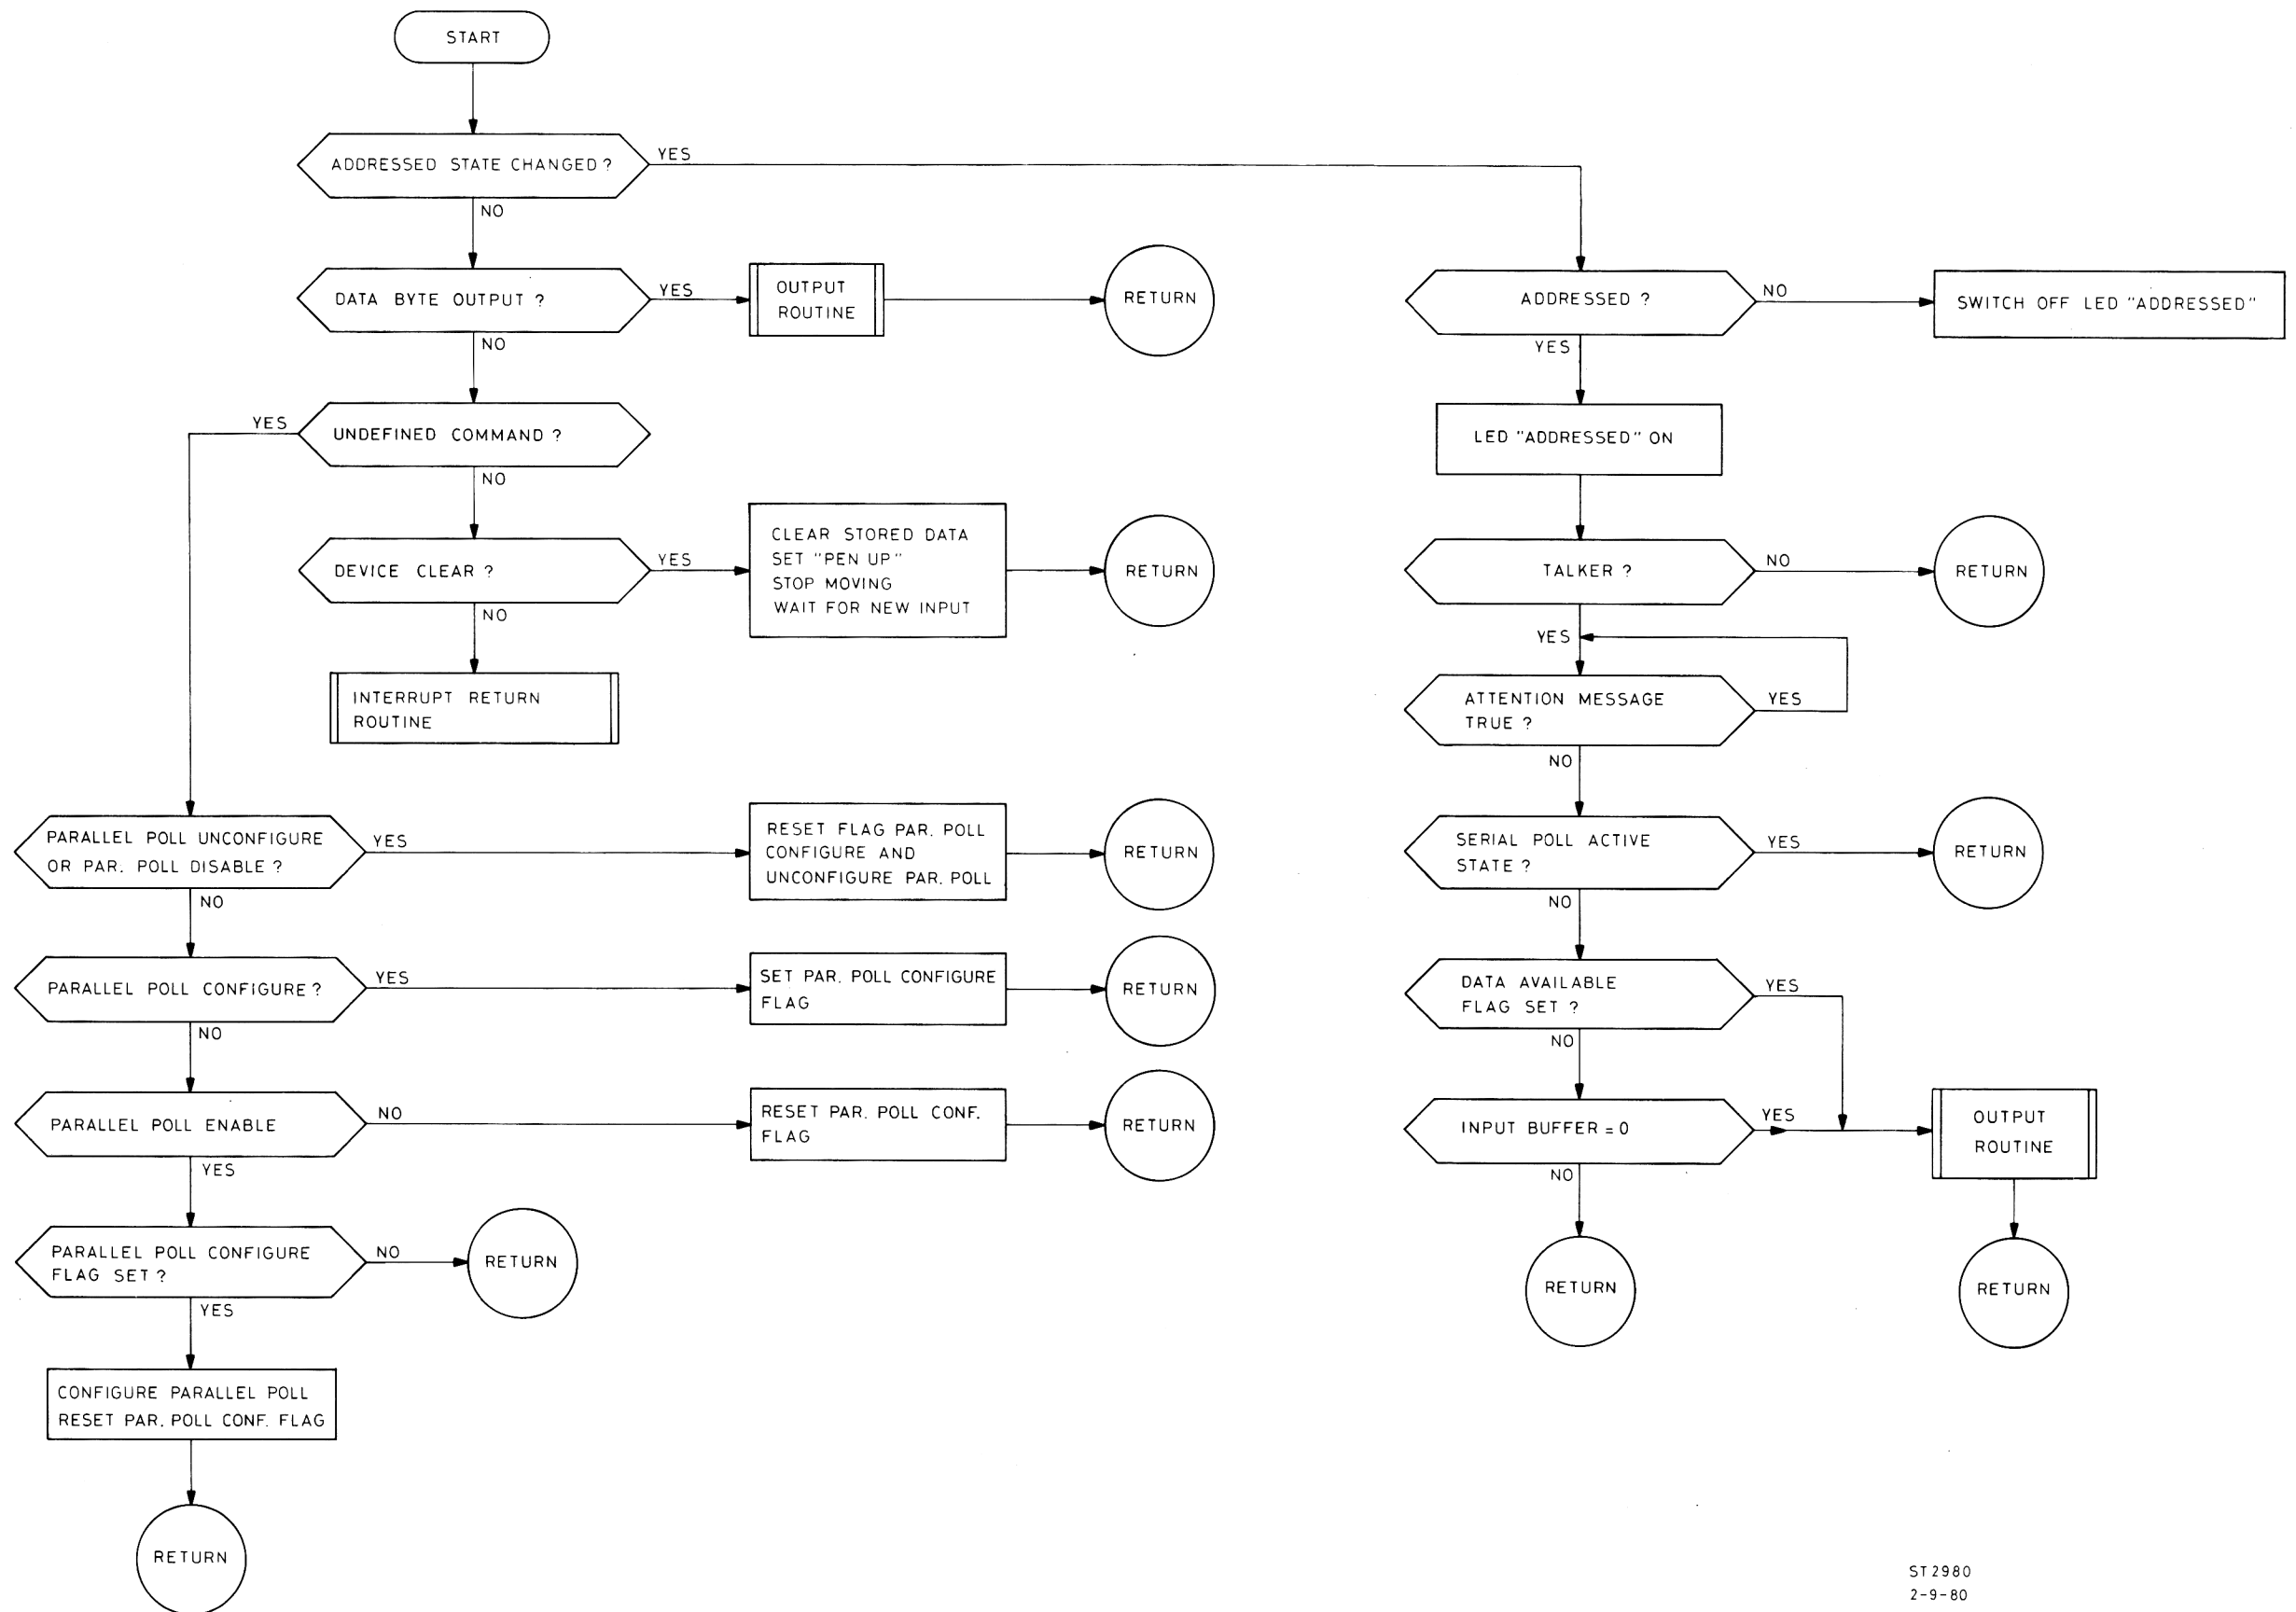 START
ADDRESSED STATE CHANGED ?
YES
NO
DATA BYTE OUTPUT ?
YES
OUTPUT
ROUTINE
RETURN
NO
UNDEFINED COMMAND ?
YES
NO
DEVICE CLEAR ?
YES
CLEAR STORED DATA
SET "PEN UP"
STOP MOVING
WAIT FOR NEW INPUT
RETURN
NO
INTERRUPT RETURN
ROUTINE
PARALLEL POLL UNCONFIGURE
OR PAR. POLL DISABLE ?
YES
RESET FLAG PAR. POLL
CONFIGURE AND
UNCONFIGURE PAR. POLL
RETURN
NO
PARALLEL POLL CONFIGURE ?
YES
SET PAR. POLL CONFIGURE
FLAG
RETURN
NO
PARALLEL POLL ENABLE
NO
RESET PAR. POLL CONF.
FLAG
RETURN
YES
PARALLEL POLL CONFIGURE
FLAG SET ?
NO
RETURN
YES
CONFIGURE PARALLEL POLL
RESET PAR. POLL CONF. FLAG
RETURN
ADDRESSED ?
NO
SWITCH OFF LED "ADDRESSED"
YES
LED "ADDRESSED" ON
TALKER ?
NO
RETURN
YES
ATTENTION MESSAGE
TRUE ?
YES
NO
SERIAL POLL ACTIVE
STATE ?
YES
RETURN
NO
DATA AVAILABLE
FLAG SET ?
YES
NO
INPUT BUFFER = 0
YES
OUTPUT
ROUTINE
NO
RETURN
RETURN
ST2980
2-9-80